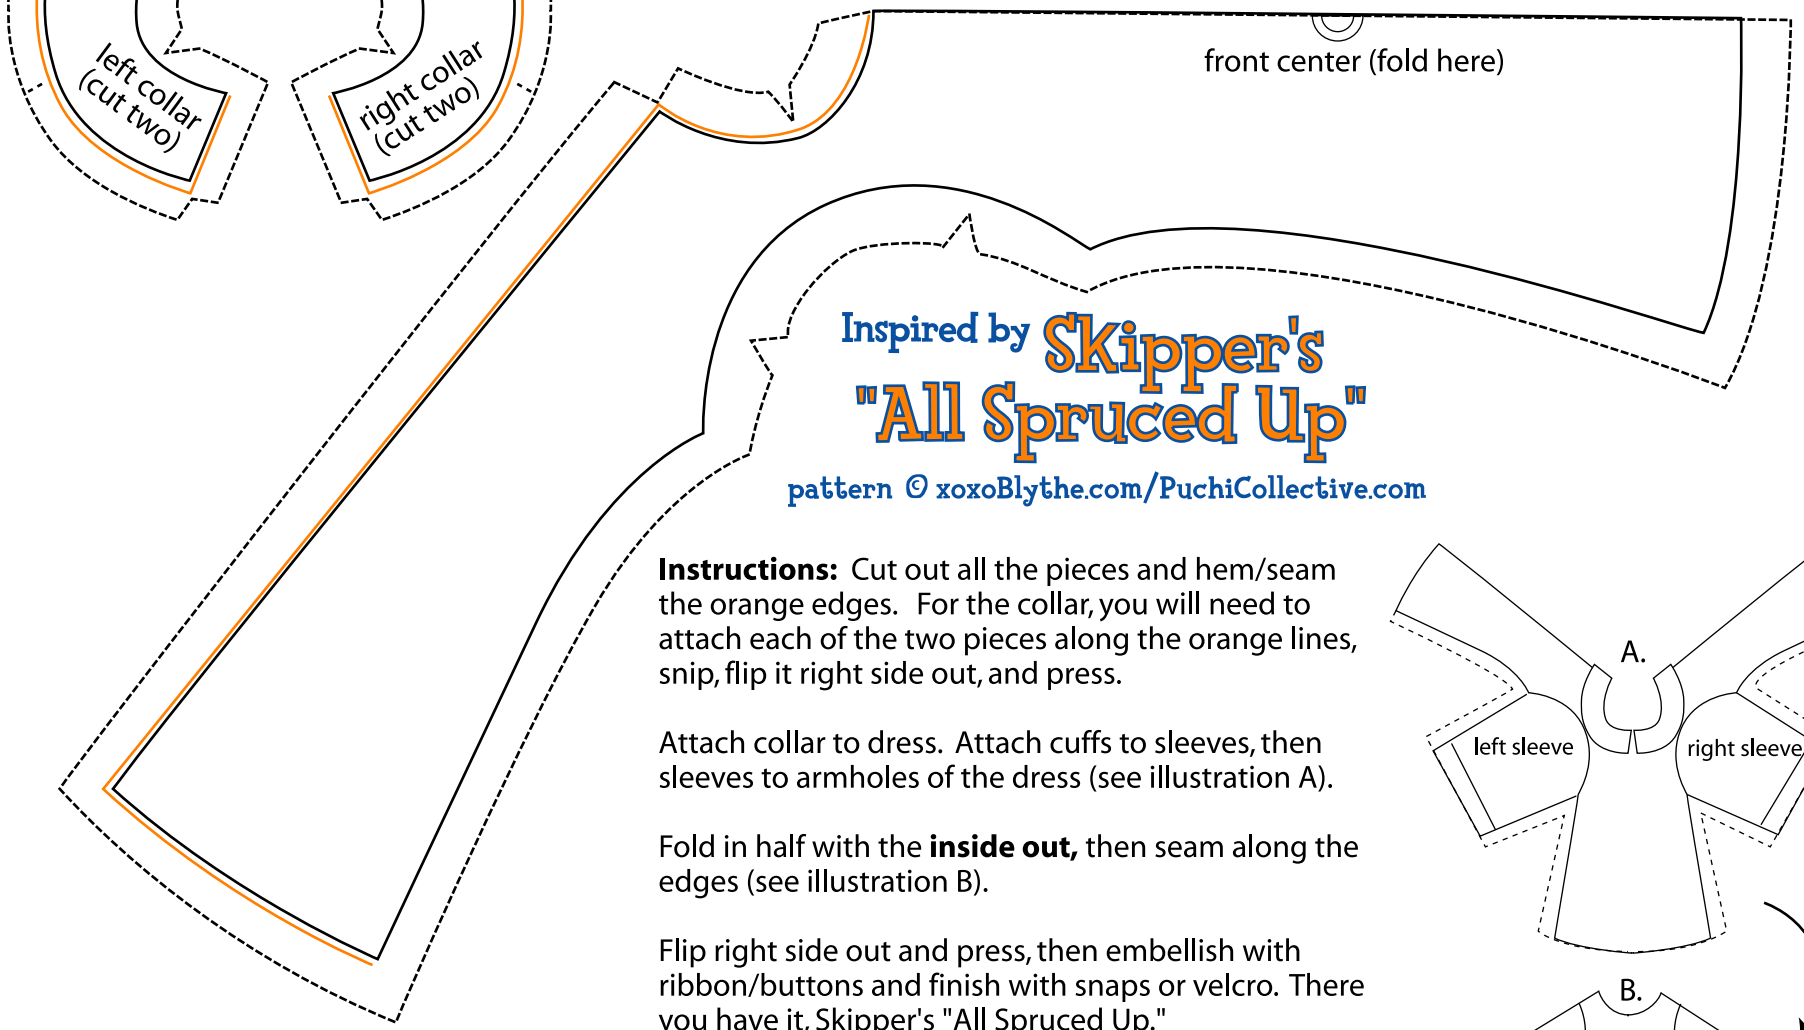 left collar
(cut two)
right collar
(cut two)
front center (fold here)
Inspired by Skipper's
"All Spruced Up"
pattern © xoxoBlythe.com/PuchiCollective.com
Instructions: Cut out all the pieces and hem/seam
the orange edges. For the collar, you will need to
attach each of the two pieces along the orange lines,
snip, flip it right side out, and press.
Attach collar to dress. Attach cuffs to sleeves, then
sleeves to armholes of the dress (see illustration A).
Fold in half with the inside out, then seam along the
edges (see illustration B).
Flip right side out and press, then embellish with
ribbon/buttons and finish with snaps or velcro. There
you have it, Skipper's "All Spruced Up."
A.
left sleeve
right sleeve
B.